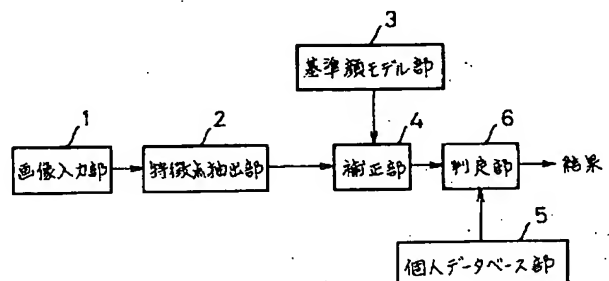 3
基準顔モデル部
1
2
4
6
画像入力部
特徴点抽出部
補正部
判定部
結果
5
個人データベース部